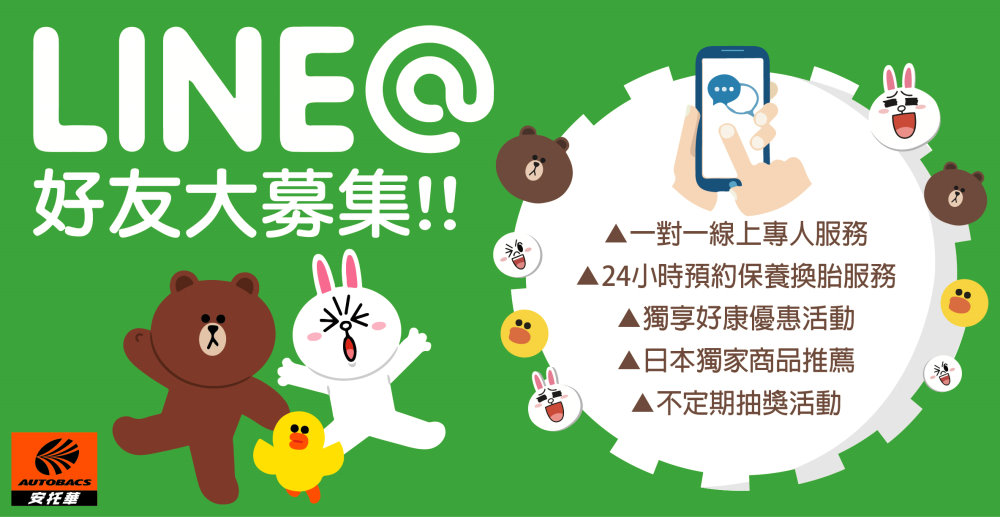 LINE@
好友大募集!!
▲一對一線上專人服務
▲24小時預約保養換胎服務
▲獨享好康優惠活動
▲日本獨家商品推薦
▲不定期抽獎活動
AUTOBACS
安托華